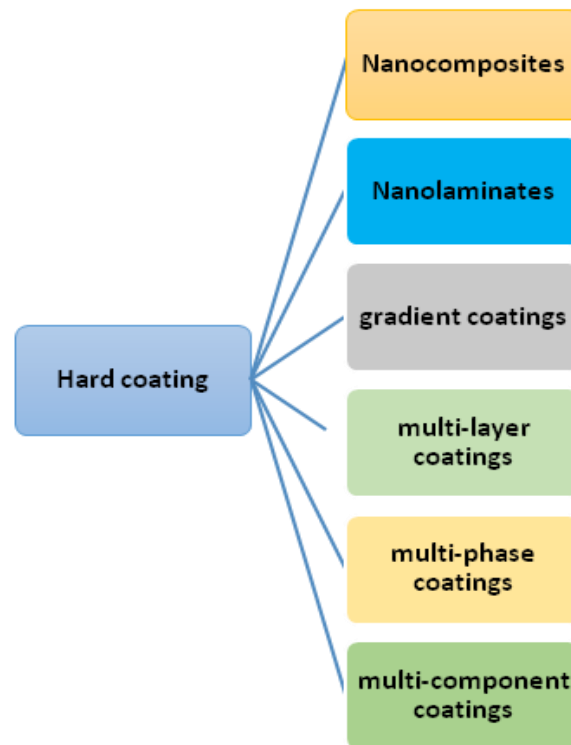 Nanocomposites
Nanolaminates
gradient coatings
Hard coating
multi-layer
coatings
multi-phase
coatings
multi-component
coatings